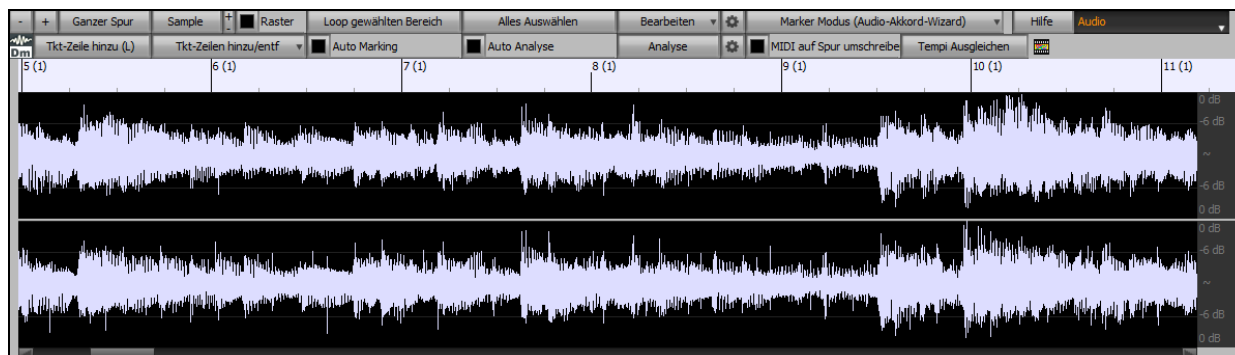 - + Ganzer Spur Sample + - Raster Loop gewählten Bereich Alles Auswählen Bearbeiten Marker Modus (Audio-Akkord-Wizard) Hilfe Audio
Dm Tkt-Zeile hinzu (L) Tkt-Zeilen hinzu/entf Auto Marking Auto Analyse Analyse MIDI auf Spur umschreibe Tempi Ausgleichen
5 (1) 6 (1) 7 (1) 8 (1) 9 (1) 10 (1) 11 (1)
0 dB
-6 dB
~
-6 dB
0 dB
0 dB
-6 dB
~
-6 dB
0 dB